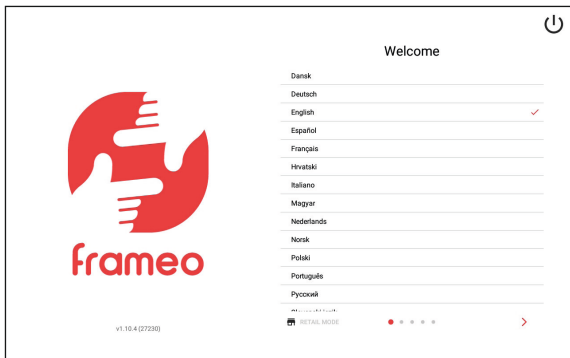 Welcome
Dansk
Deutsch
English
Español
Français
Hrvatski
Italiano
Magyar
Nederlands
Norsk
Polski
Português
Русский
frameo
v1.10.4 (27230)
RETAIL MODE